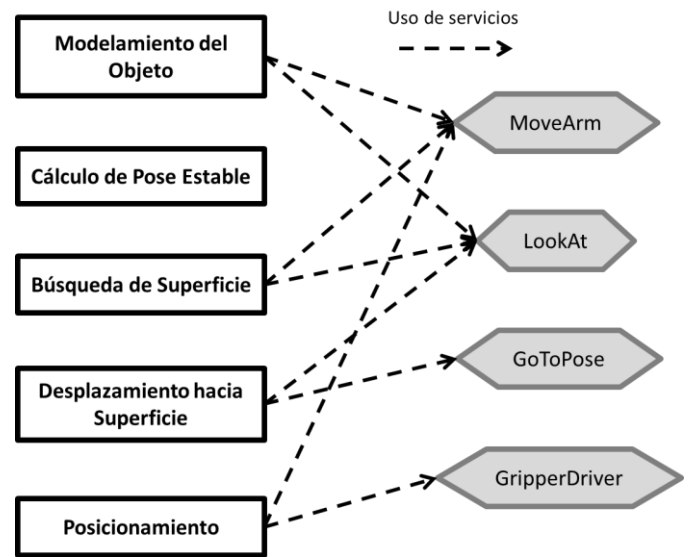 Uso de servicios
Modelamiento del
Objeto
MoveArm
Cálculo de Pose Estable
LookAt
Búsqueda de Superficie
GoToPose
Desplazamiento hacia
Superficie
GripperDriver
Posicionamiento